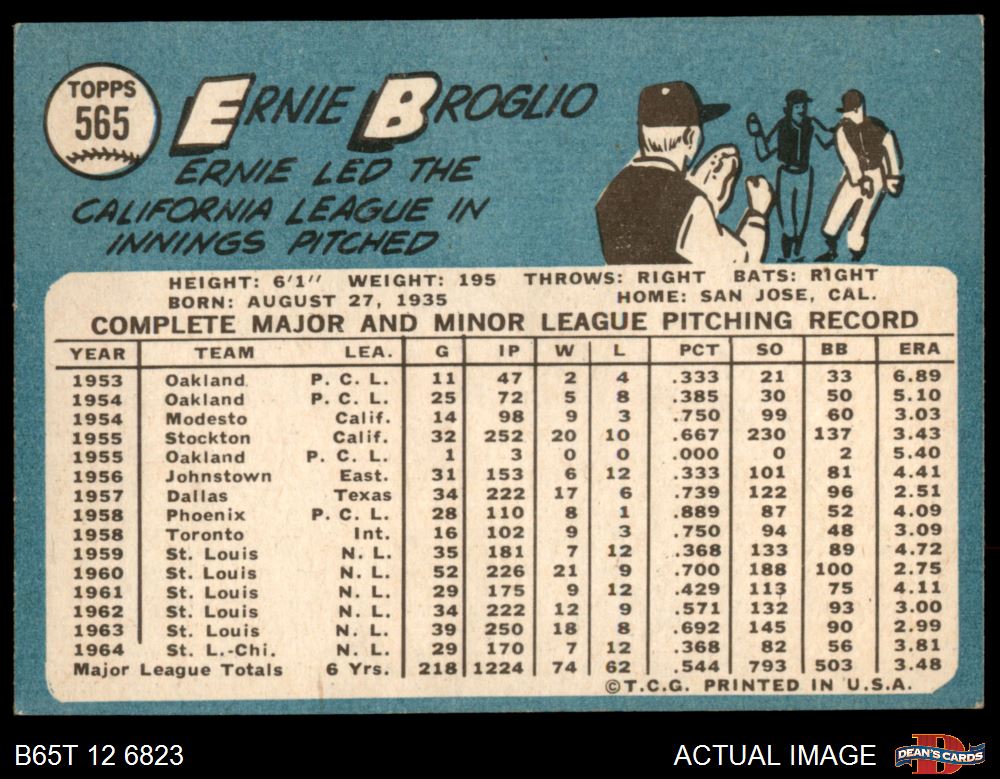 TOPPS
565
ERNIE BROGLIO
ERNIE LED THE
CALIFORNIA LEAGUE IN
INNINGS PITCHED
HEIGHT: 6'1" WEIGHT: 195 THROWS: RIGHT BATS: RIGHT
BORN: AUGUST 27, 1935 HOME: SAN JOSE, CAL.
COMPLETE MAJOR AND MINOR LEAGUE PITCHING RECORD
YEAR TEAM LEA. G IP W L PCT SO BB ERA
1953 Oakland P. C. L. 11 47 2 4 .333 21 33 6.89
1954 Oakland P. C. L. 25 72 5 8 .385 30 50 5.10
1954 Modesto Calif. 14 98 9 3 .750 99 60 3.03
1955 Stockton Calif. 32 252 20 10 .667 230 137 3.43
1955 Oakland P. C. L. 1 3 0 0 .000 0 2 5.40
1956 Johnstown East. 31 153 6 12 .333 101 81 4.41
1957 Dallas Texas 34 222 17 6 .739 122 96 2.51
1958 Phoenix P. C. L. 28 110 8 1 .889 87 52 4.09
1958 Toronto Int. 16 102 9 3 .750 94 48 3.09
1959 St. Louis N. L. 35 181 7 12 .368 133 89 4.72
1960 St. Louis N. L. 52 226 21 9 .700 188 100 2.75
1961 St. Louis N. L. 29 175 9 12 .429 113 75 4.11
1962 St. Louis N. L. 34 222 12 9 .571 132 93 3.00
1963 St. Louis N. L. 39 250 18 8 .692 145 90 2.99
1964 St. L.-Chi. N. L. 29 170 7 12 .368 82 56 3.81
Major League Totals 6 Yrs. 218 1224 74 62 .544 793 503 3.48
©T.C.G. PRINTED IN U.S.A.
B65T 12 6823 ACTUAL IMAGE
DEAN'S CARDS